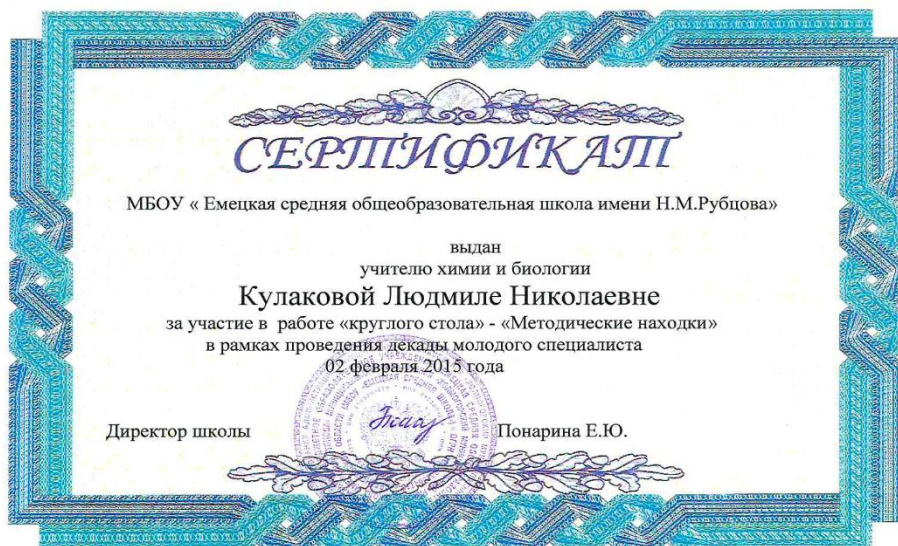 СЕРТИФИКАТ
МБОУ « Емецкая средняя общеобразовательная школа имени Н.М.Рубцова»
выдан
учителю химии и биологии
Кулаковой Людмиле Николаевне
за участие в работе «круглого стола» - «Методические находки»
в рамках проведения декады молодого специалиста
02 февраля 2015 года
Директор школы Понарина Е.Ю.